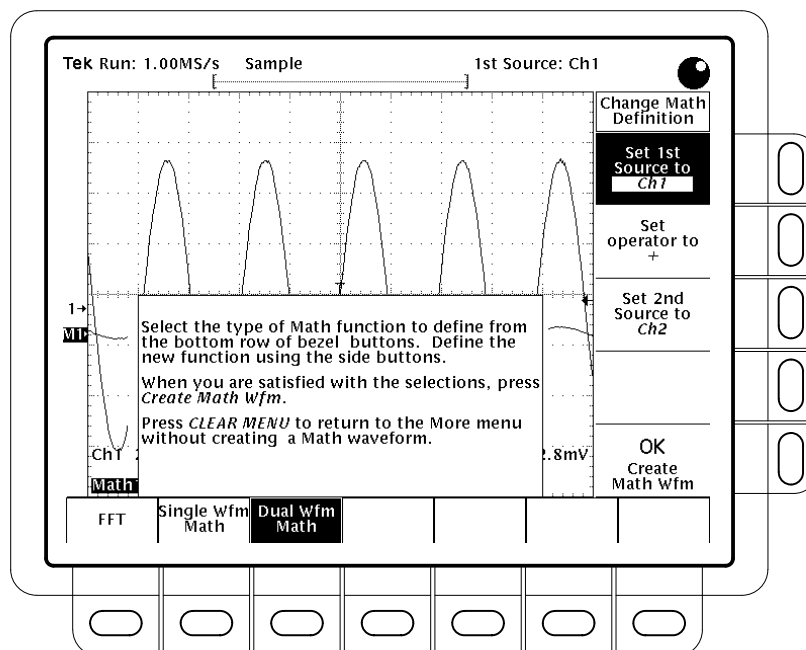 Tek Run: 1.00MS/s Sample 1st Source: Ch1
Change Math
Definition
Set 1st
Source to
Ch1
Set
operator to
+
Set 2nd
Source to
Ch2
OK
Create
Math Wfm
1
M1
Select the type of Math function to define from
the bottom row of bezel buttons. Define the
new function using the side buttons.
When you are satisfied with the selections, press
Create Math Wfm.
Press CLEAR MENU to return to the More menu
without creating a Math waveform.
Ch1 2.8mV
Math1
FFT
Single Wfm
Math
Dual Wfm
Math